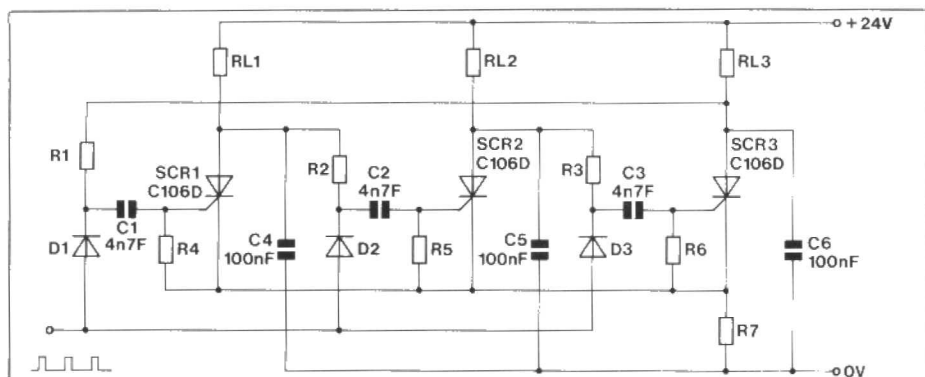 +24V
RL1
RL2
RL3
R1
SCR1
C106D
R2
C2
4n7F
SCR2
C106D
R3
C3
4n7F
SCR3
C106D
C1
4n7F
D1
R4
C4
100nF
D2
R5
C5
100nF
D3
R6
C6
100nF
R7
0V